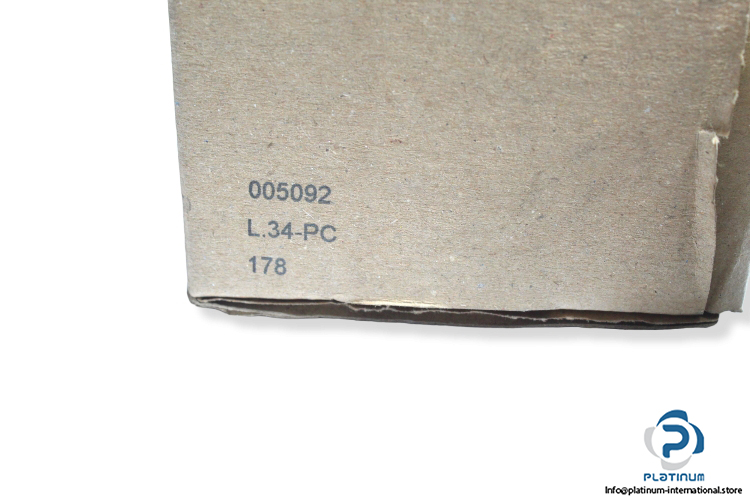 005092
L.34-PC
178
PLATINUM
Info@platinum-international.store